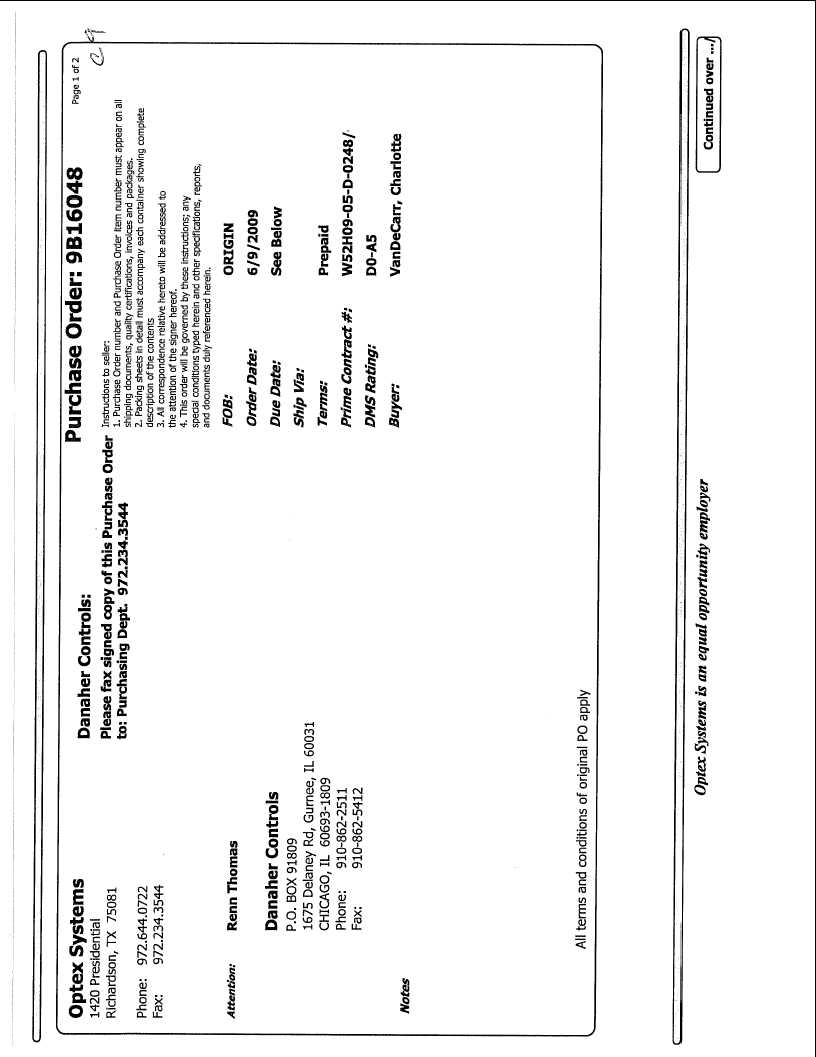 Optex Systems
1420 Presidential
Richardson, TX 75081
Phone: 972.644.0722
Fax: 972.234.3544
Danaher Controls:
Please fax signed copy of this Purchase Order
to: Purchasing Dept. 972.234.3544
Purchase Order: 9B16048
Page 1 of 2
Instructions to seller:
1. Purchase Order number and Purchase Order Item number must appear on all
shipping documents, quality certifications, invoices and packages.
2. Packing sheets in detail must accompany each container showing complete
description of the contents
3. All correspondence relative hereto will be addressed to
the attention of the signer hereof.
4. This order will be governed by these instructions; any
special conditions typed herein and other specifications, reports,
and documents duly referenced herein.
Attention: Renn Thomas
Danaher Controls
P.O. BOX 91809
1675 Delaney Rd, Gurnee, IL 60031
CHICAGO, IL 60693-1809
Phone: 910-862-2511
Fax: 910-862-5412
FOB: ORIGIN
Order Date: 6/9/2009
Due Date: See Below
Ship Via:
Terms: Prepaid
Prime Contract #: W52H09-05-D-0248/
DMS Rating: D0-A5
Buyer: VanDeCarr, Charlotte
Notes
All terms and conditions of original PO apply
Optex Systems is an equal opportunity employer
Continued over .../